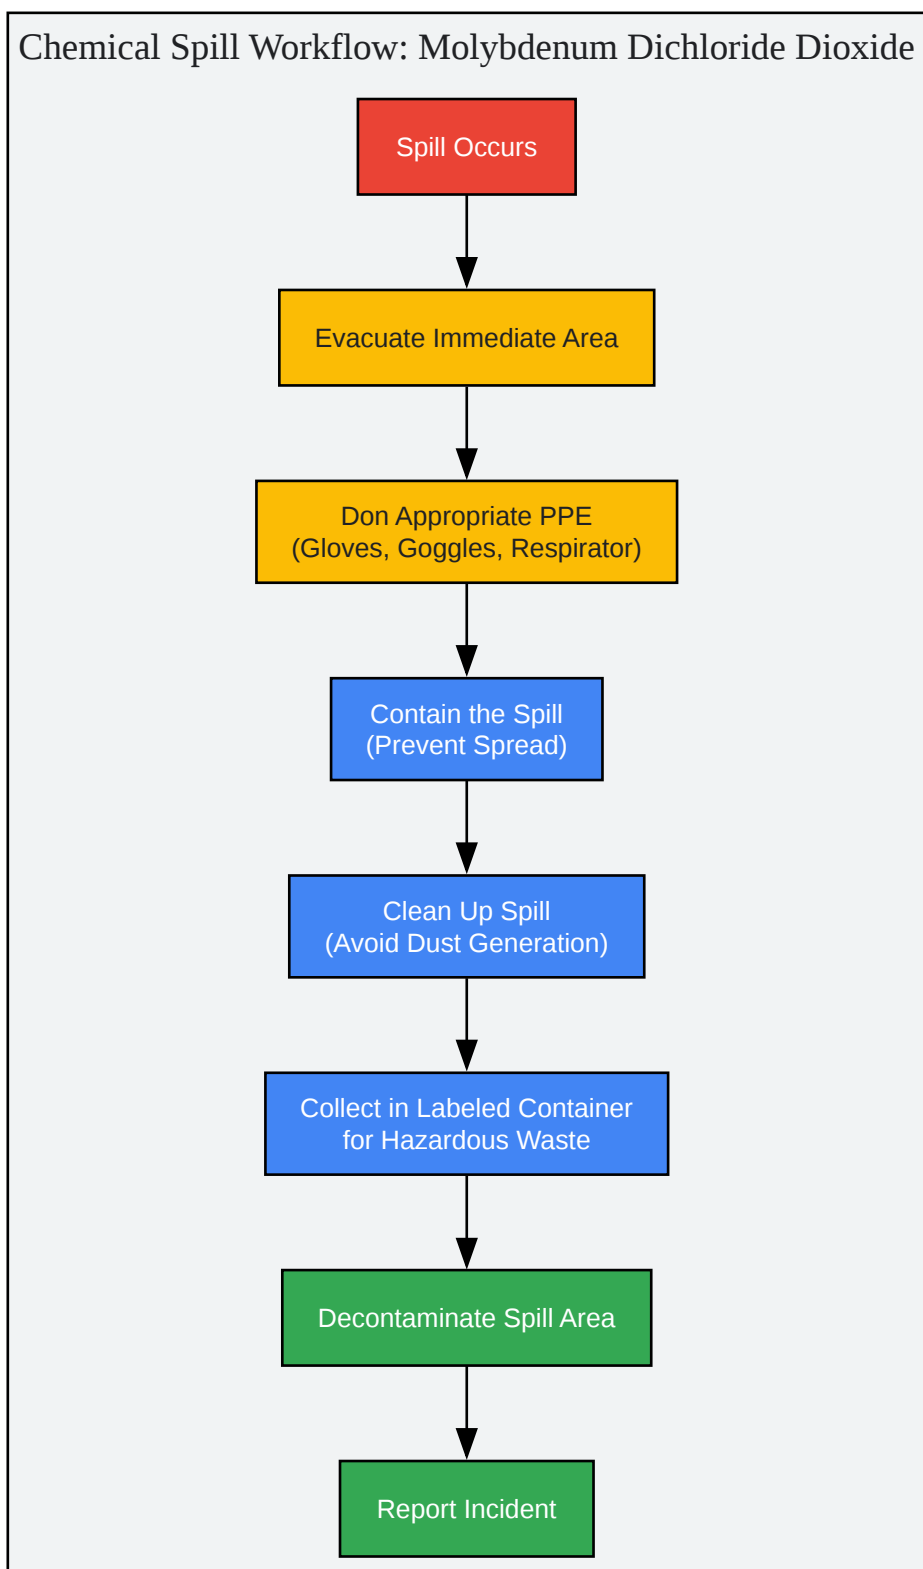 Chemical Spill Workflow: Molybdenum Dichloride Dioxide
Spill Occurs
Evacuate Immediate Area
Don Appropriate PPE
(Gloves, Goggles, Respirator)
Contain the Spill
(Prevent Spread)
Clean Up Spill
(Avoid Dust Generation)
Collect in Labeled Container
for Hazardous Waste
Decontaminate Spill Area
Report Incident